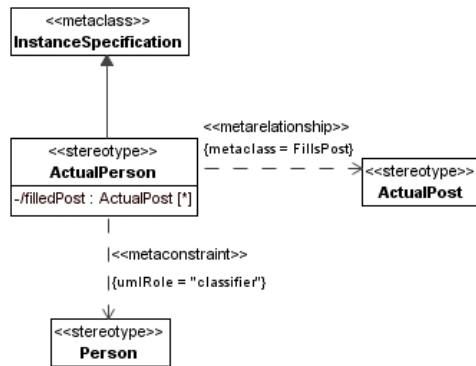 <<metaclass>>
InstanceSpecification
<<metarelationship>>
<<stereotype>>
ActualPerson
{metaclass = FillsPost}
-/filledPost : ActualPost [*]
<<stereotype>>
ActualPost
<<metaconstraint>>
{umlRole = "classifier"}
<<stereotype>>
Person